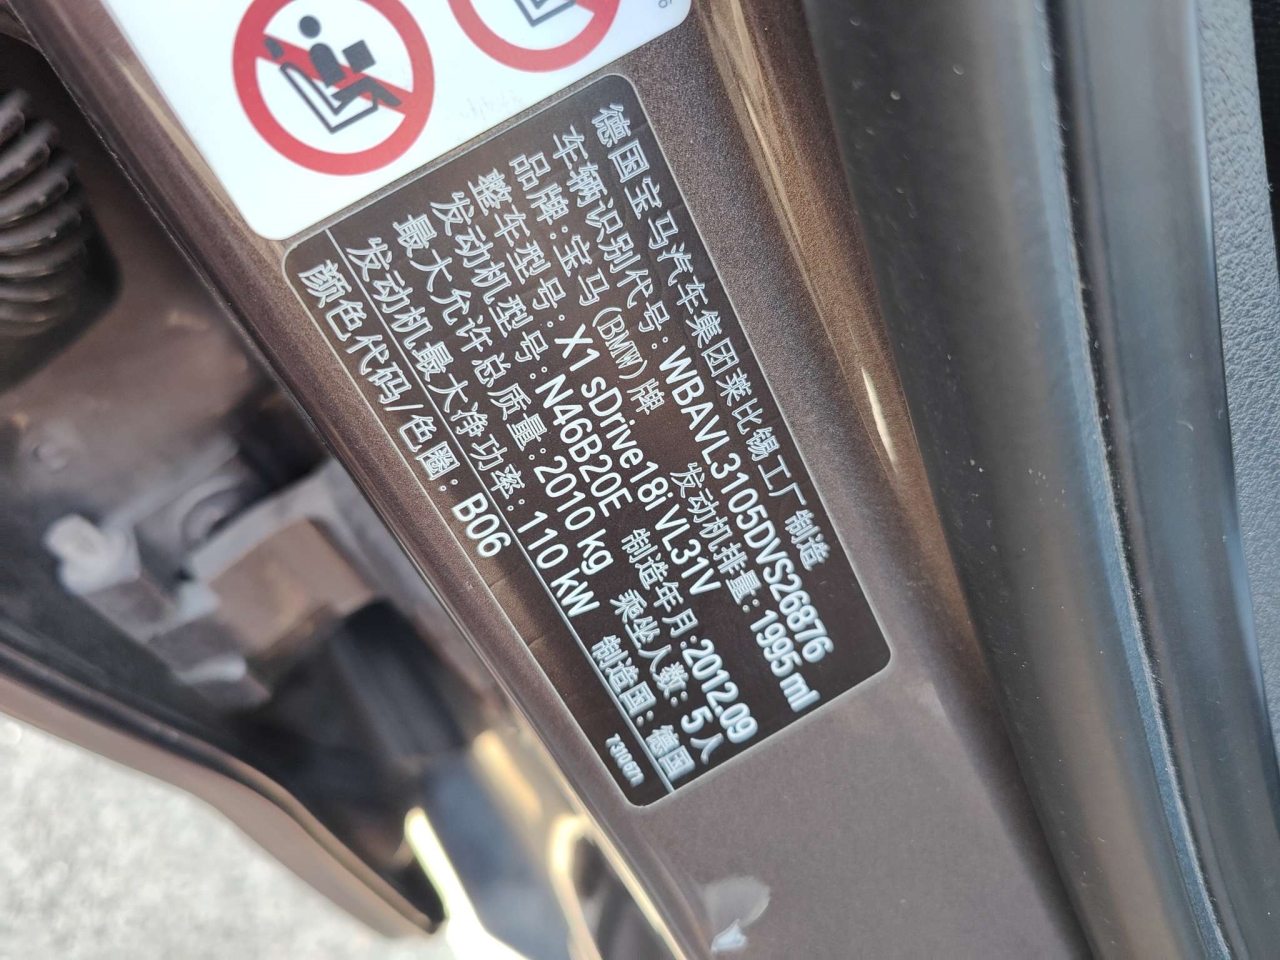 德国宝马汽车集团莱比锡工厂 制造
车辆识别代号: WBAVL3105DVS26876
品牌:宝马(BMW)牌 发动机排量: 1995 ml
整车型号: X1 sDrive18i VL31V
发动机型号: N46B20E 制造年月:2012.09
最大允许总质量: 2010 kg 乘坐人数: 5人
发动机最大净功率: 110 kW 制造国: 德国
颜色代码/色圈: B06